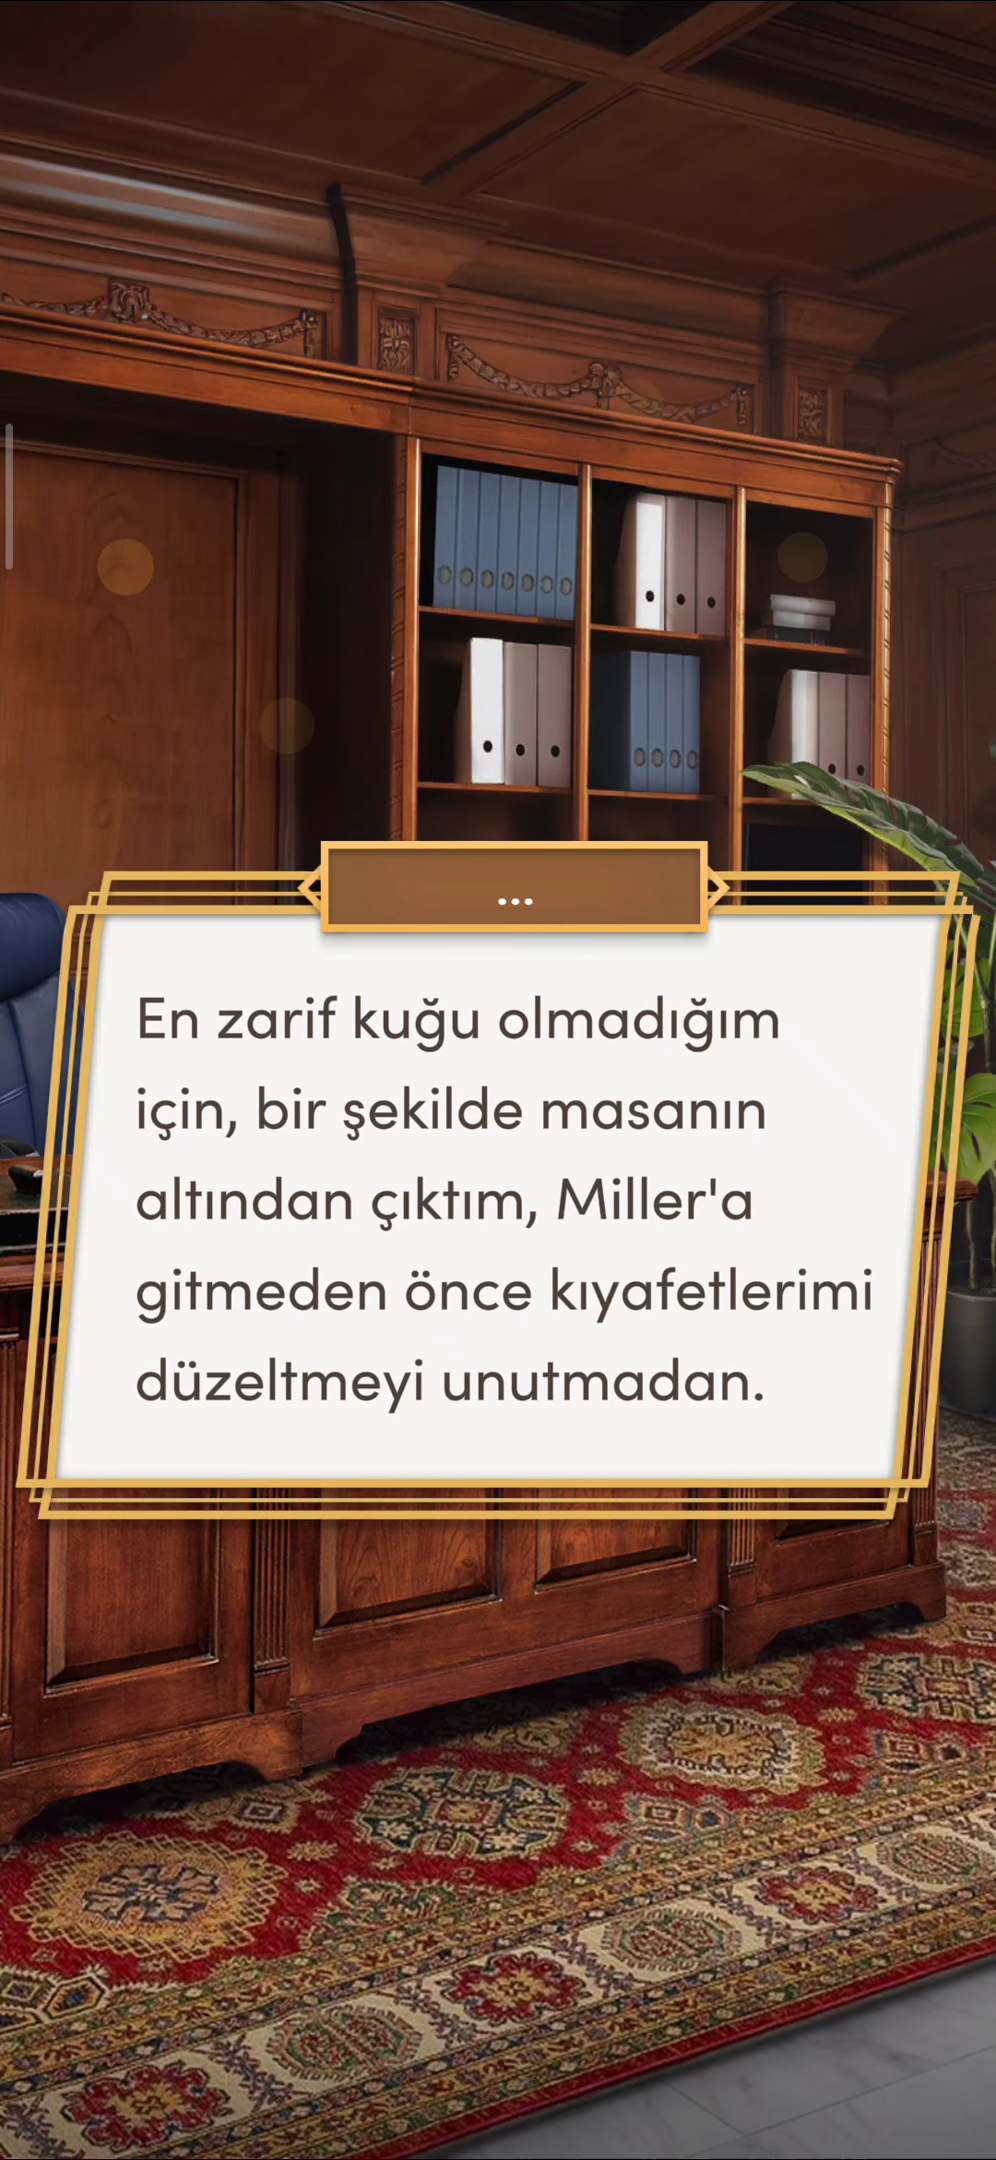 ...
En zarif kuğu olmadığım
için, bir şekilde masanın
altından çıktım, Miller'a
gitmeden önce kıyafetlerimi
düzeltmeyi unutmadan.